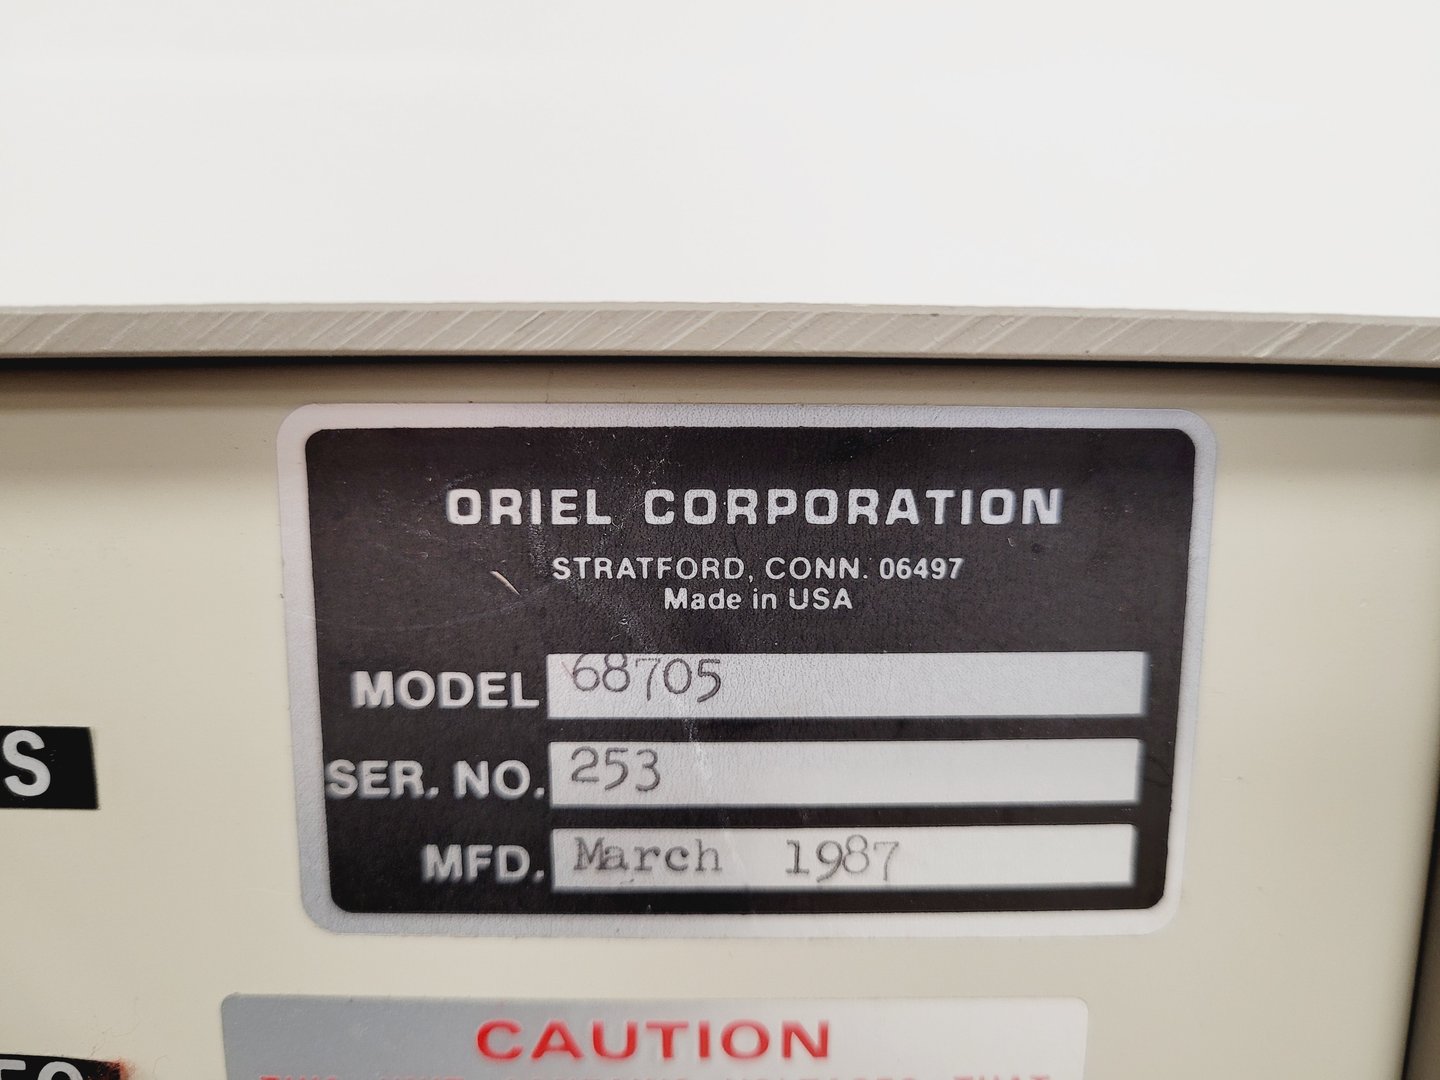 ORIEL CORPORATION
STRATFORD, CONN. 06497
Made in USA
MODEL 68705
S
SER. NO. 253
MFD. March 1987
CAUTION